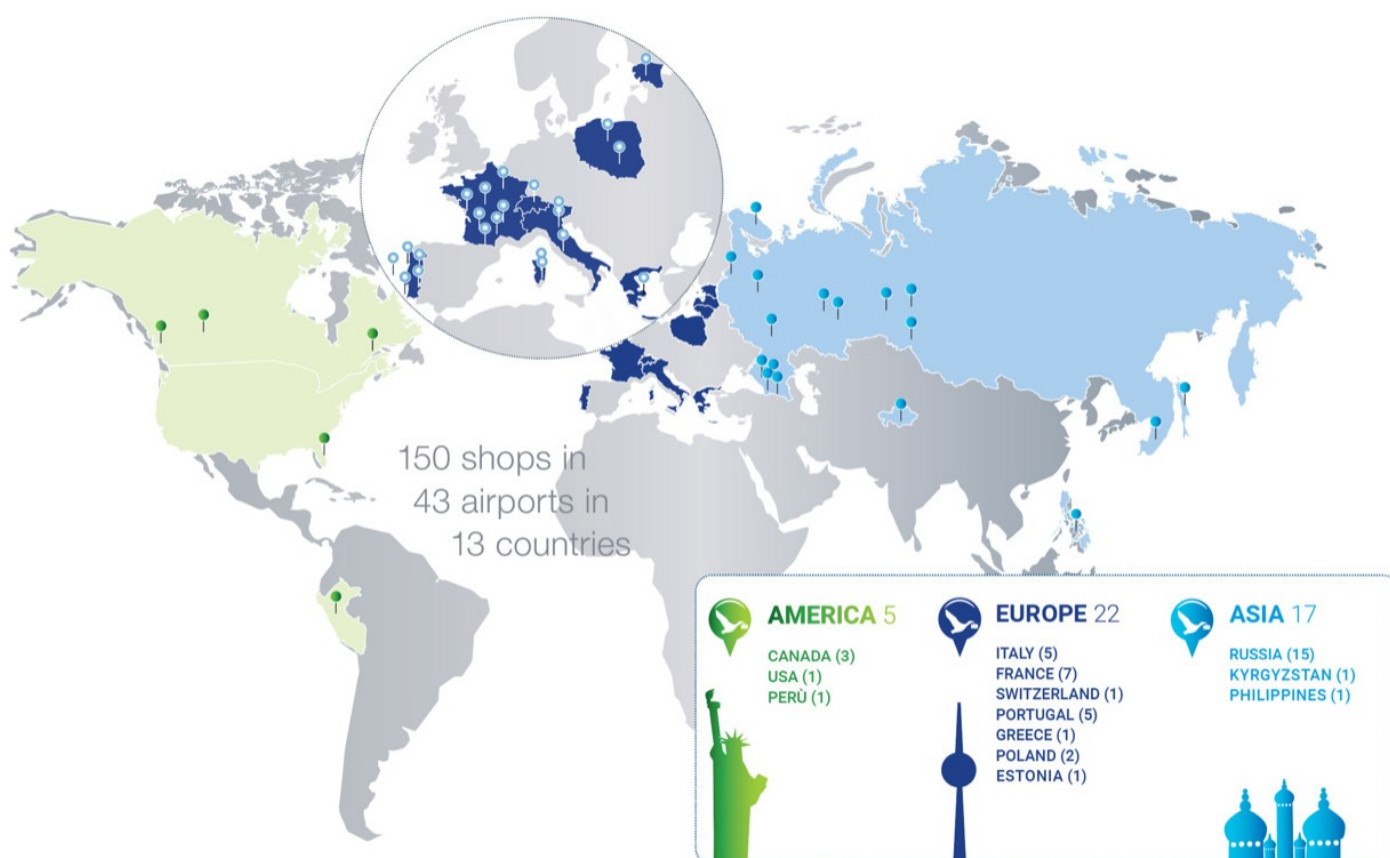 150 shops in
43 airports in
13 countries
AMERICA 5
CANADA (3)
USA (1)
PERÙ (1)
EUROPE 22
ITALY (5)
FRANCE (7)
SWITZERLAND (1)
PORTUGAL (5)
GREECE (1)
POLAND (2)
ESTONIA (1)
ASIA 17
RUSSIA (15)
KYRGYZSTAN (1)
PHILIPPINES (1)